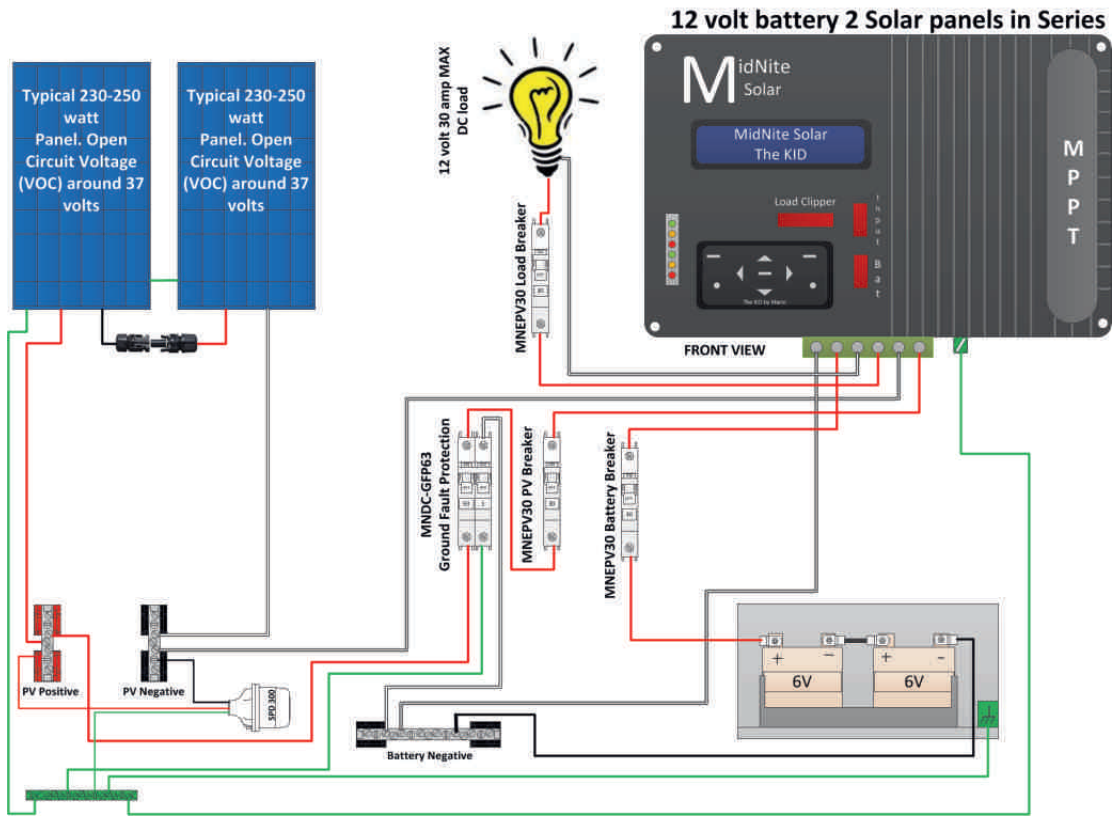 12 volt battery 2 Solar panels in Series
Typical 230-250
watt
Panel. Open
Circuit Voltage
(VOC) around 37
volts
Typical 230-250
watt
Panel. Open
Circuit Voltage
(VOC) around 37
volts
12 volt 30 amp MAX
DC load
MidNite
Solar
MidNite Solar
The KID
Load Clipper
Input
Bat
MPPT
FRONT VIEW
MNEPV30 Load Breaker
MNDC-GFP63
Ground Fault Protection
MNEPV30 PV Breaker
MNEPV30 Battery Breaker
PV Positive
PV Negative
SPD 300
Battery Negative
+ −
6V
+ -
6V